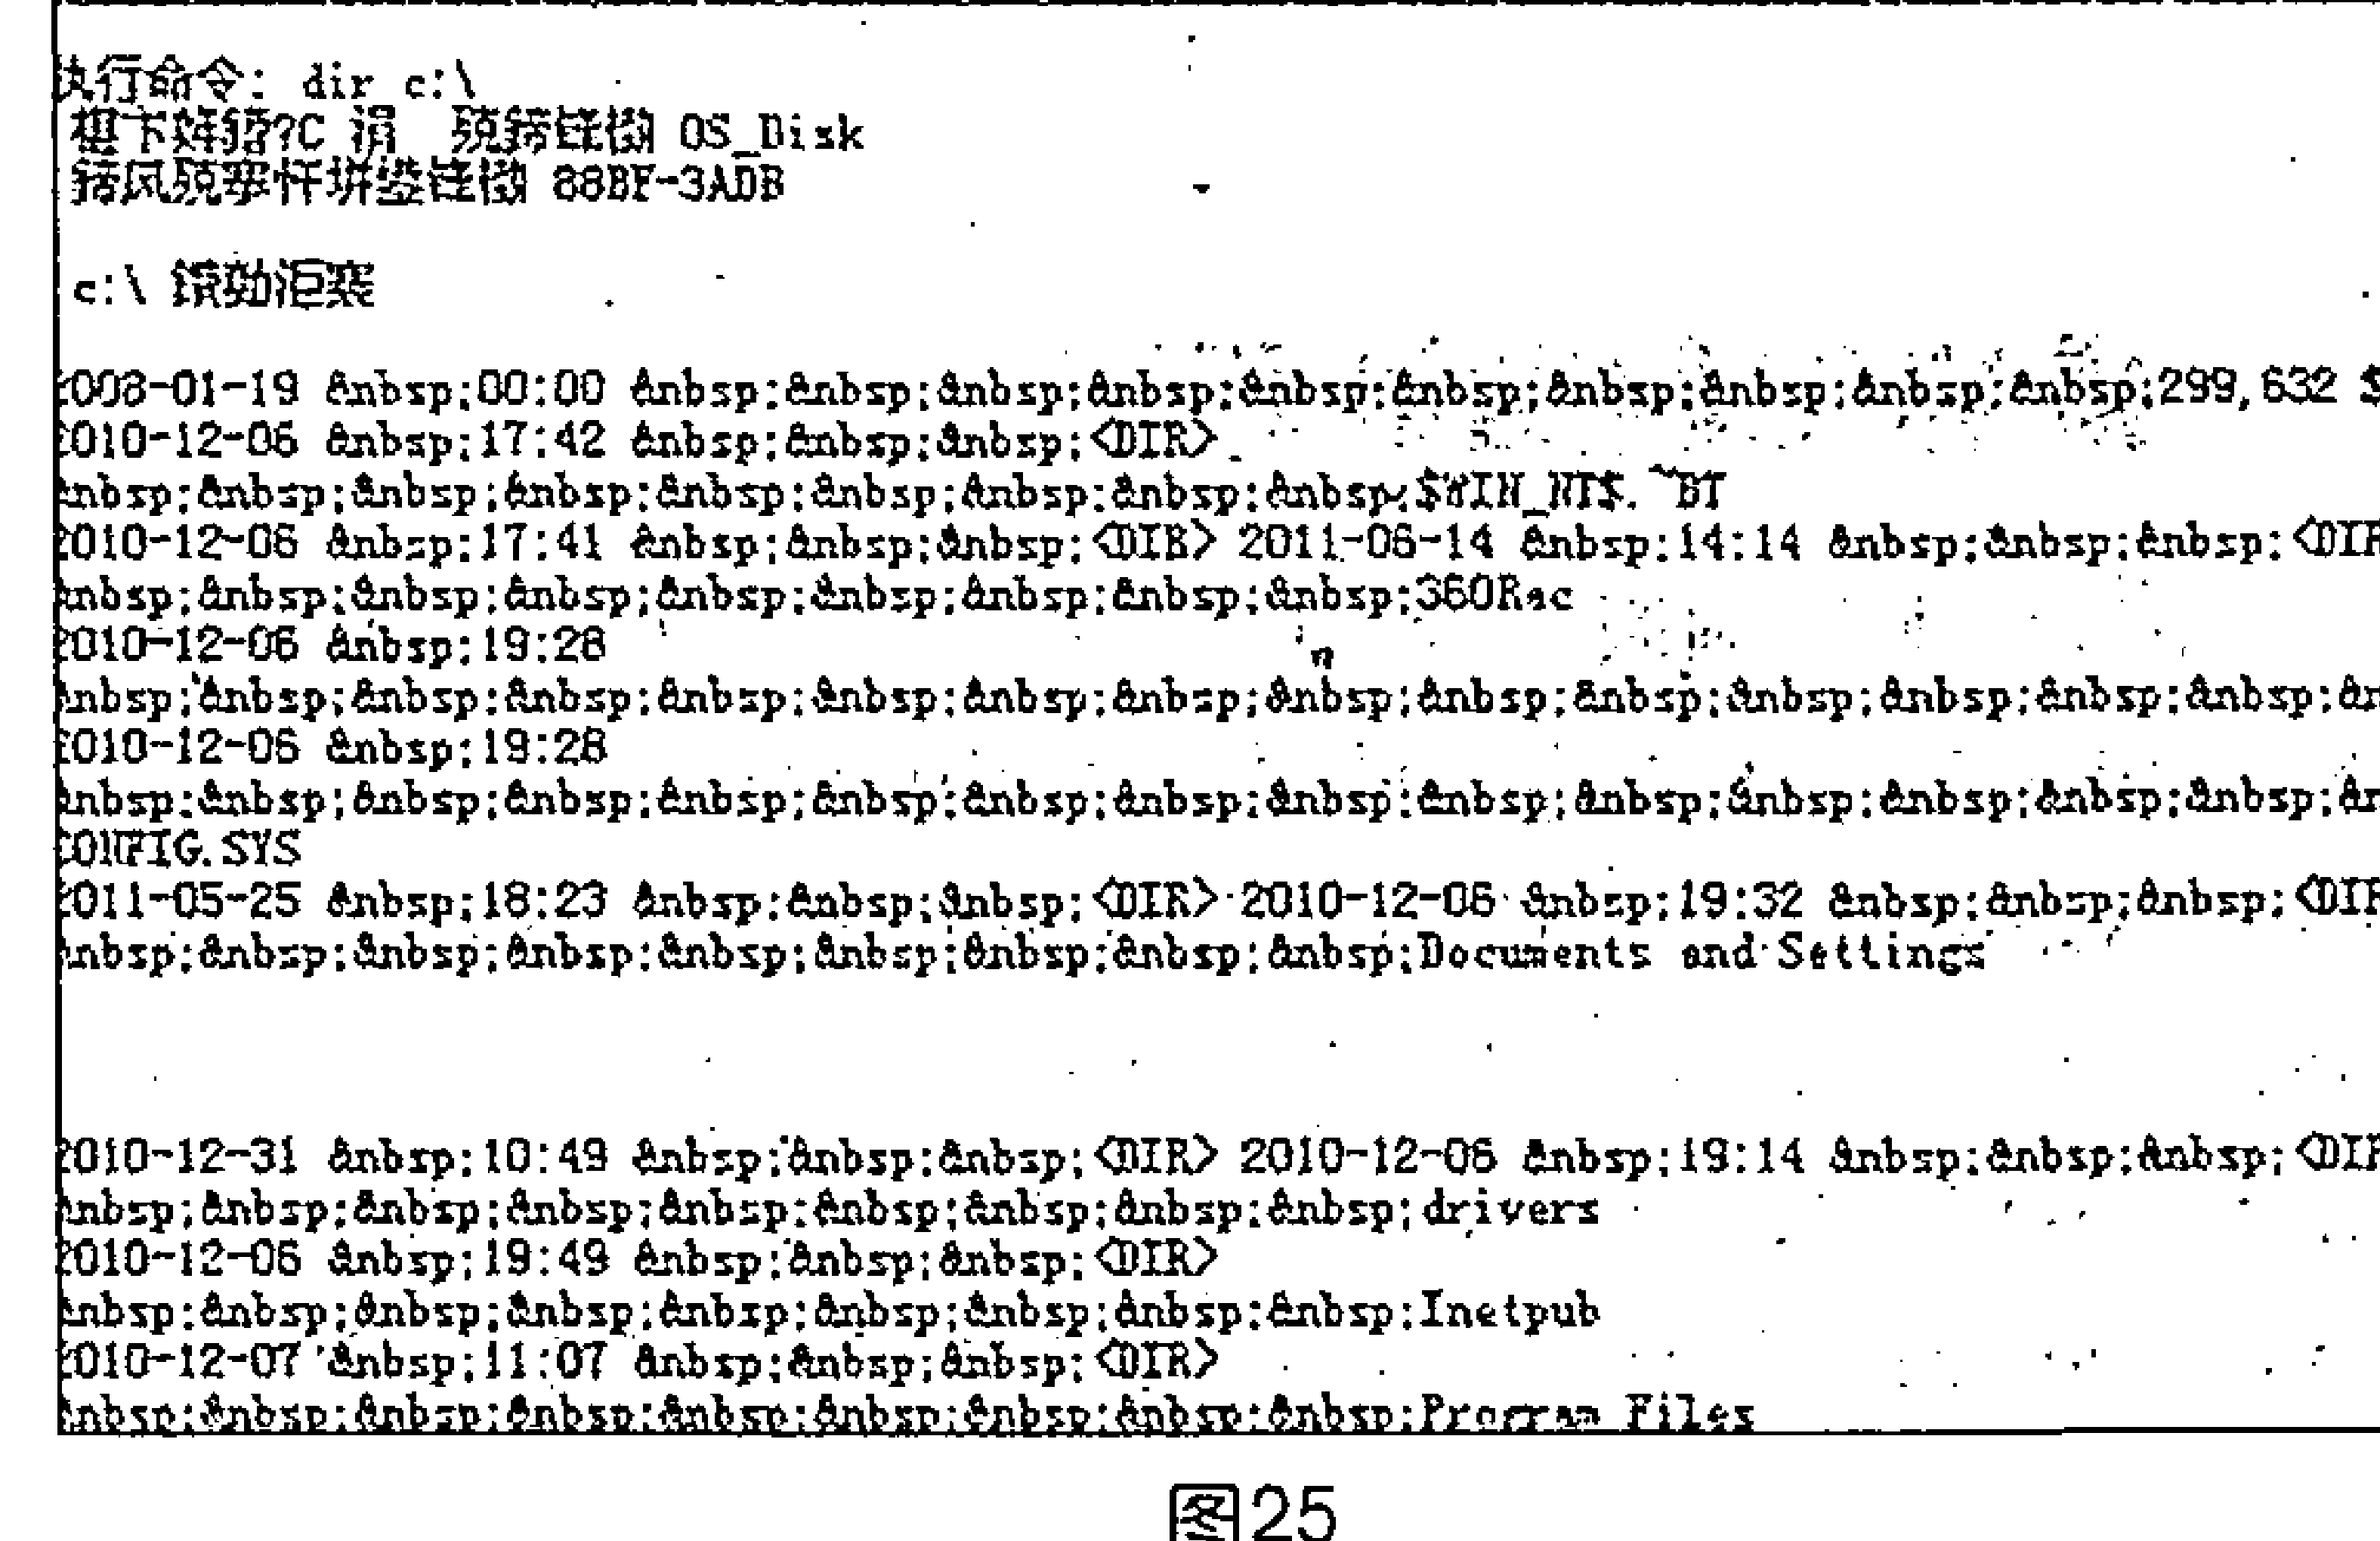 执行命令: dir c:\
?C OS_Disk
88BF-3ADB
c:\
2008-01-19 &nbsp;00:00 &nbsp;&nbsp;&nbsp;&nbsp;&nbsp;&nbsp;&nbsp;&nbsp;&nbsp;&nbsp;299,632 $
2010-12-06 &nbsp;17:42 &nbsp;&nbsp;&nbsp;<DIR>
&nbsp;&nbsp;&nbsp;&nbsp;&nbsp;&nbsp;&nbsp;&nbsp;&nbsp;$WIN_NT$.~BT
2010-12-06 &nbsp;17:41 &nbsp;&nbsp;&nbsp;<DIR> 2011-06-14 &nbsp;14:14 &nbsp;&nbsp;&nbsp;<DIR
&nbsp;&nbsp;&nbsp;&nbsp;&nbsp;&nbsp;&nbsp;&nbsp;&nbsp;360Rec
2010-12-06 &nbsp;19:28
&nbsp;&nbsp;&nbsp;&nbsp;&nbsp;&nbsp;&nbsp;&nbsp;&nbsp;&nbsp;&nbsp;&nbsp;&nbsp;&nbsp;&nbsp;&n
2010-12-06 &nbsp;19:28
&nbsp;&nbsp;&nbsp;&nbsp;&nbsp;&nbsp;&nbsp;&nbsp;&nbsp;&nbsp;&nbsp;&nbsp;&nbsp;&nbsp;&nbsp;&n
CONFIG.SYS
2011-05-25 &nbsp;18:23 &nbsp;&nbsp;&nbsp;<DIR> 2010-12-06 &nbsp;19:32 &nbsp;&nbsp;&nbsp;<DIR
&nbsp;&nbsp;&nbsp;&nbsp;&nbsp;&nbsp;&nbsp;&nbsp;&nbsp;Documents and Settings
2010-12-31 &nbsp;10:49 &nbsp;&nbsp;&nbsp;<DIR> 2010-12-06 &nbsp;19:14 &nbsp;&nbsp;&nbsp;<DIR
&nbsp;&nbsp;&nbsp;&nbsp;&nbsp;&nbsp;&nbsp;&nbsp;&nbsp;drivers
2010-12-06 &nbsp;19:49 &nbsp;&nbsp;&nbsp;<DIR>
&nbsp;&nbsp;&nbsp;&nbsp;&nbsp;&nbsp;&nbsp;&nbsp;&nbsp;Inetpub
2010-12-07 &nbsp;11:07 &nbsp;&nbsp;&nbsp;<DIR>
&nbsp;&nbsp;&nbsp;&nbsp;&nbsp;&nbsp;&nbsp;&nbsp;&nbsp;Program Files
图25